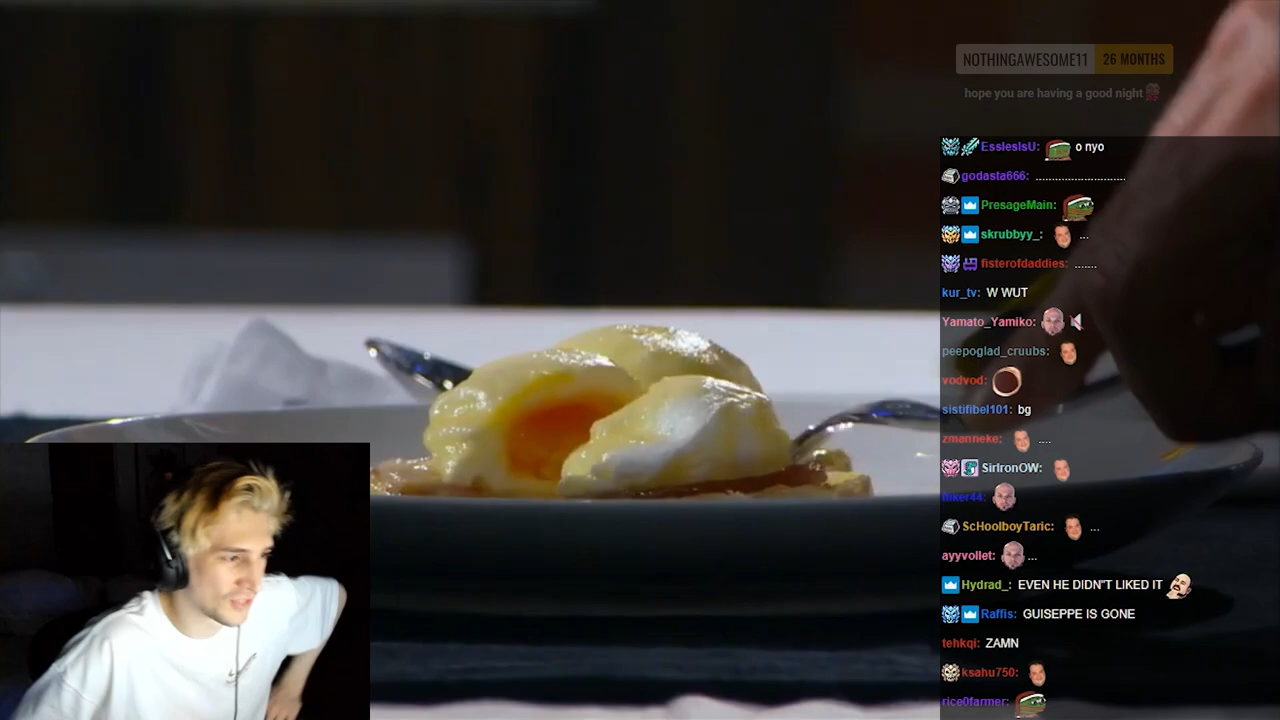 NOTHINGAWESOME11 26 MONTHS
hope you are having a good night
EssiesIsU: o nyo
godasta666: ............................
PresageMain:
skrubbyy_: ...
fisterofdaddies: .......
kur_tv: W WUT
Yamato_Yamiko:
peepoglad_cruubs:
vodvod:
sistifibel101: bg
zmanneke: ....
SirIronOW:
ScHoolboyTaric: ...
ayyvollet: ...
Hydrad_: EVEN HE DIDN"T LIKED IT
Raffis: GUISEPPE IS GONE
tehkqi: ZAMN
ksahu750:
rice0farmer: